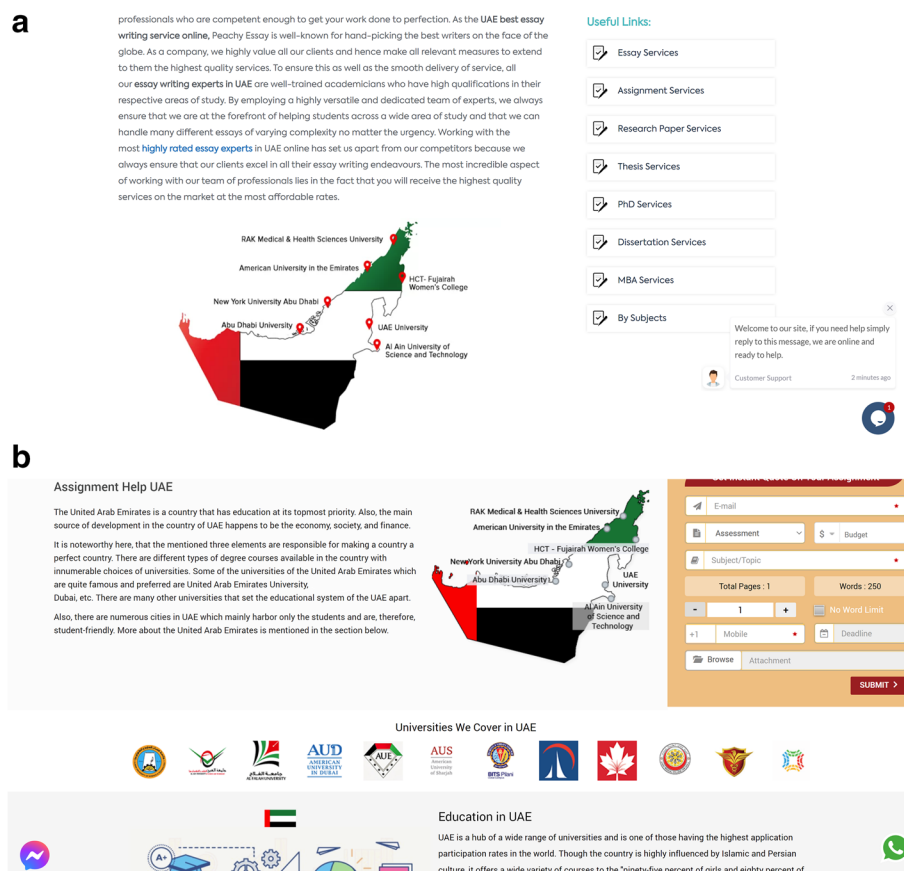 a
professionals who are competent enough to get your work done to perfection. As the UAE best essay
writing service online, Peachy Essay is well-known for hand-picking the best writers on the face of the
globe. As a company, we highly value all our clients and hence make all relevant measures to extend
to them the highest quality services. To ensure this as well as the smooth delivery of service, all
our essay writing experts in UAE are well-trained academicians who have high qualifications in their
respective areas of study. By employing a highly versatile and dedicated team of experts, we always
ensure that we are at the forefront of helping students across a wide area of study and that we can
handle many different essays of varying complexity no matter the urgency. Working with the
most highly rated essay experts in UAE online has set us apart from our competitors because we
always ensure that our clients excel in all their essay writing endeavours. The most incredible aspect
of working with our team of professionals lies in the fact that you will receive the highest quality
services on the market at the most affordable rates.
RAK Medical & Health Sciences University
American University in the Emirates
HCT- Fujairah
Women's College
New York University Abu Dhabi
Abu Dhabi University
UAE University
Al Ain University of
Science and Technology
Useful Links:
Essay Services
Assignment Services
Research Paper Services
Thesis Services
PhD Services
Dissertation Services
MBA Services
By Subjects
Welcome to our site, if you need help simply
reply to this message, we are online and
ready to help.
Customer Support
2 minutes ago
1
b
Assignment Help UAE
The United Arab Emirates is a country that has education at its topmost priority. Also, the main
source of development in the country of UAE happens to be the economy, society, and finance.
It is noteworthy here, that the mentioned three elements are responsible for making a country a
perfect country. There are different types of degree courses available in the country with
innumerable choices of universities. Some of the universities of the United Arab Emirates which
are quite famous and preferred are United Arab Emirates University,
Dubai, etc. There are many other universities that set the educational system of the UAE apart.
Also, there are numerous cities in UAE which mainly harbor only the students and are, therefore,
student-friendly. More about the United Arab Emirates is mentioned in the section below.
RAK Medical & Health Sciences University
American University in the Emirates
HCT - Fujairah Women's College
New York University Abu Dhabi
Abu Dhabi University
UAE
University
Al Ain University
of Science and
Technology
E-mail *
Assessment
$ Budget
Subject/Topic *
Total Pages : 1
Words : 250
- 1 +
No Word Limit
+1 Mobile *
Deadline
Browse Attachment
SUBMIT >
Universities We Cover in UAE
AUD
AMERICAN
UNIVERSITY
IN DUBAI
AUE
AUS
American
University
of Sharjah
BITS Pilani
Education in UAE
UAE is a hub of a wide range of universities and is one of those having the highest application
participation rates in the world. Though the country is highly influenced by Islamic and Persian
culture, it offers a wide variety of courses to the "ninety-five percent of girls and eighty percent of
A+